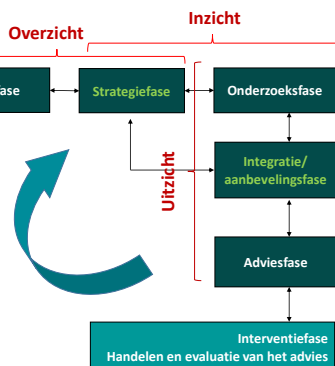 Inzicht
Overzicht
Strategiefase
Onderzoeksfase
Uitzicht
Integratie/
aanbevelingsfase
Adviesfase
Interventiefase
Handelen en evaluatie van het advies